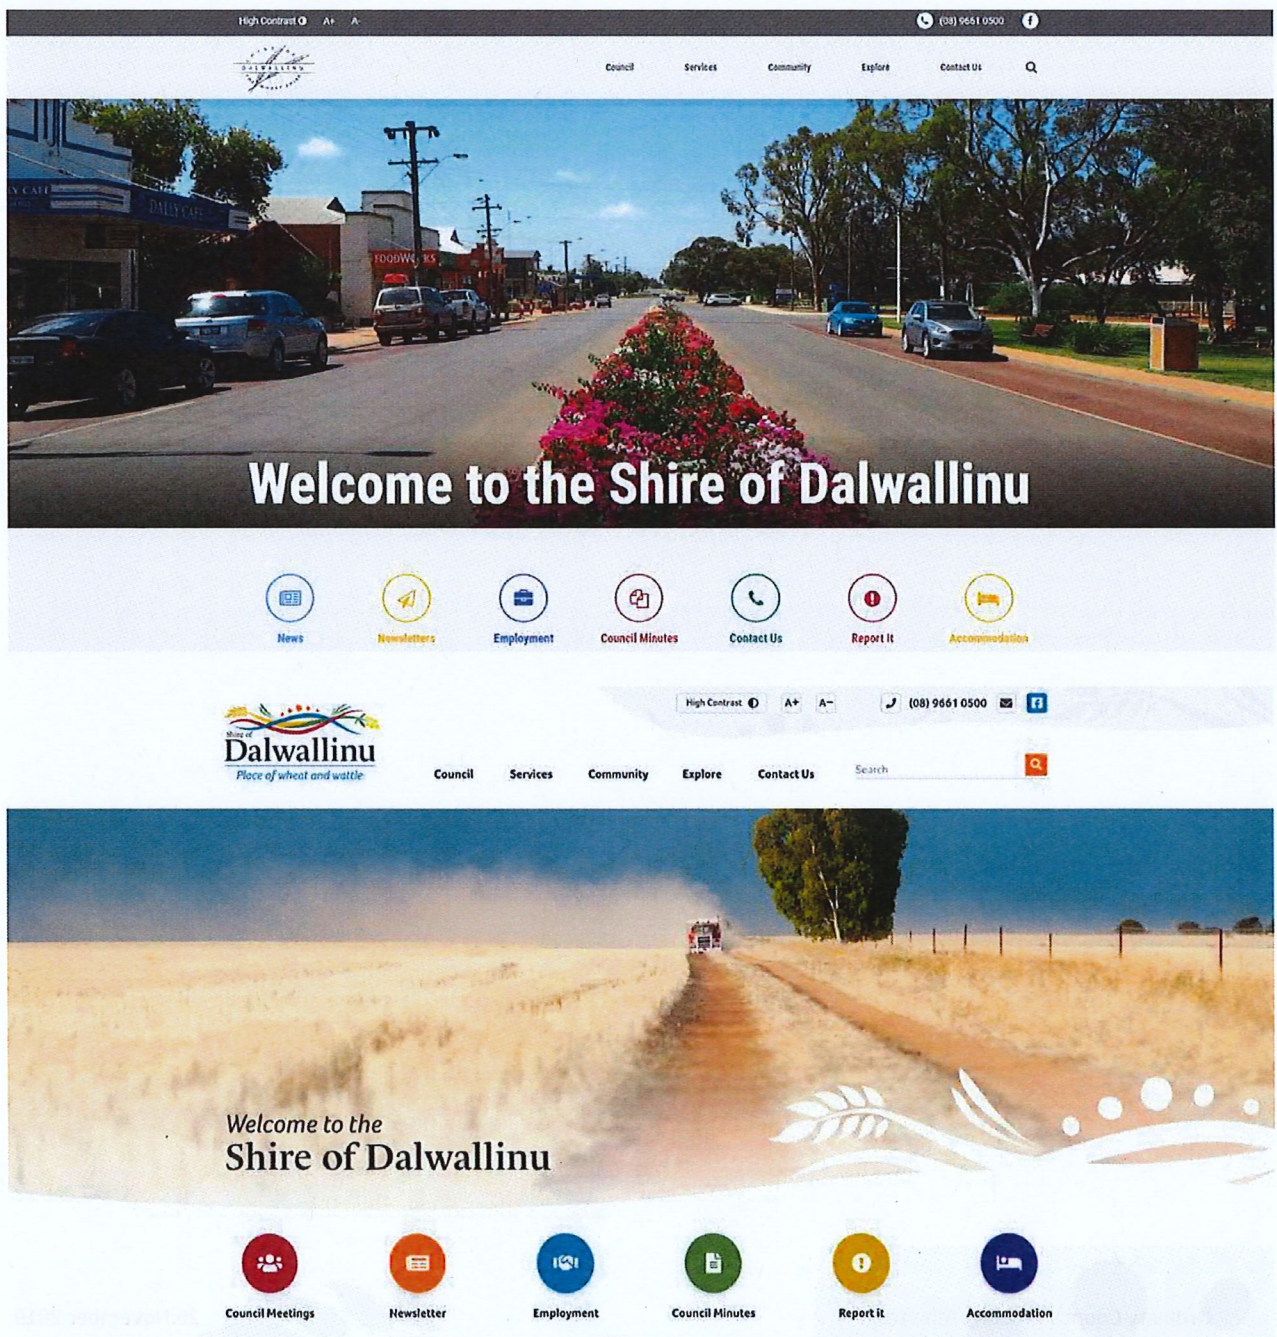 High Contrast A+ A-
(08) 9661 0500
DALWALLINU
Council Services Community Explore Contact Us
DALLY CAFE
FOODWORKS
Welcome to the Shire of Dalwallinu
News Newsletters Employment Council Minutes Contact Us Report It Accommodation
High Contrast A+ A− (08) 9661 0500
Shire of
Dalwallinu
Place of wheat and wattle
Council Services Community Explore Contact Us Search
Welcome to the
Shire of Dalwallinu
Council Meetings Newsletter Employment Council Minutes Report it Accommodation